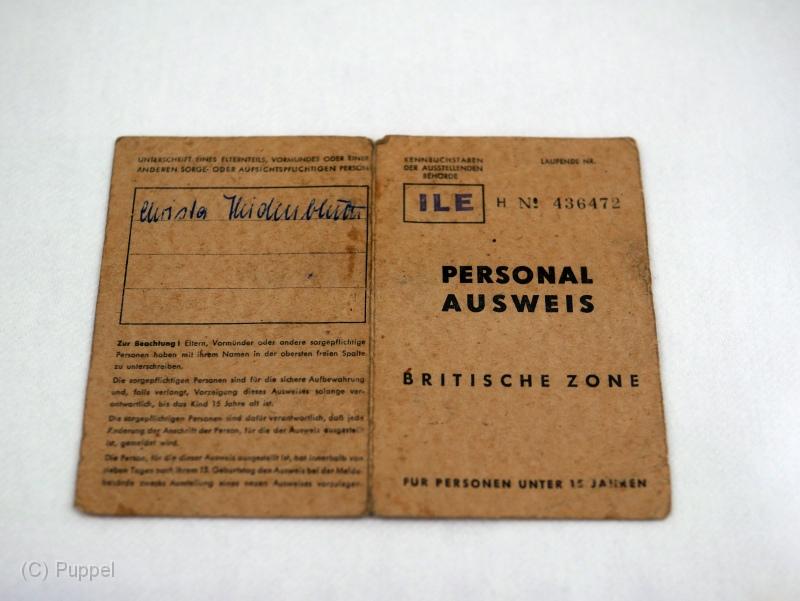 UNTERSCHRIFT EINES ELTERNTEILS, VORMUNDES ODER EINER
ANDEREN SORGE- ODER AUFSICHTSPFLICHTIGEN PERSON
Christa
Zur Beachtung! Eltern, Vormünder oder andere sorgepflichtige
Personen haben mit ihrem Namen in der obersten freien Spalte
zu unterschreiben.
Die sorgepflichtigen Personen sind für die sichere Aufbewahrung
und, falls verlangt, Vorzeigung dieses Ausweises solange ver-
antwortlich, bis das Kind 15 Jahre alt ist.
Die sorgepflichtigen Personen sind dafür verantwortlich, daß jede
Änderung der Anschrift der Person, für die der Ausweis ausgestellt
ist, gemeldet wird.
Die Person, für die dieser Ausweis ausgestellt ist, hat innerhalb von
sieben Tagen nach ihrem 15. Geburtstag den Ausweis bei der Melde-
behörde zwecks Ausstellung eines neuen Ausweises vorzulegen.
KENNBUCHSTABEN
DER AUSSTELLENDEN
BEHÖRDE
LAUFENDE NR.
ILE H No 436472
PERSONAL
AUSWEIS
BRITISCHE ZONE
FÜR PERSONEN UNTER 15 JAHREN
(C) Puppel